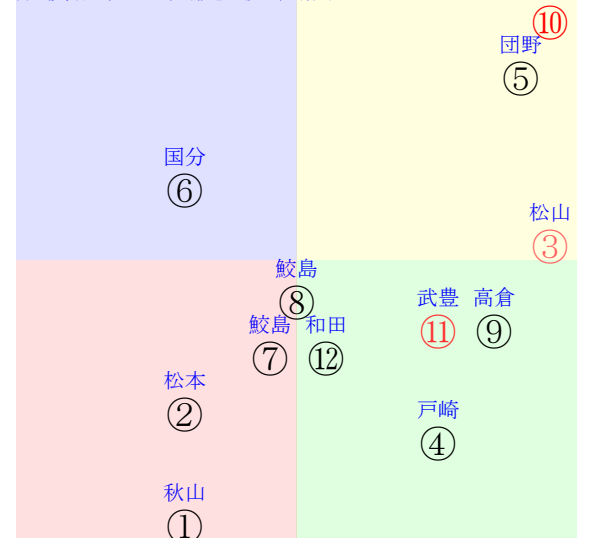 ⑩
団野
⑤
国分
⑥
松山
③
鮫島
⑧
武豊
⑪
高倉
⑨
鮫島
⑦
和田
⑫
松本
②
戸崎
④
秋山
①